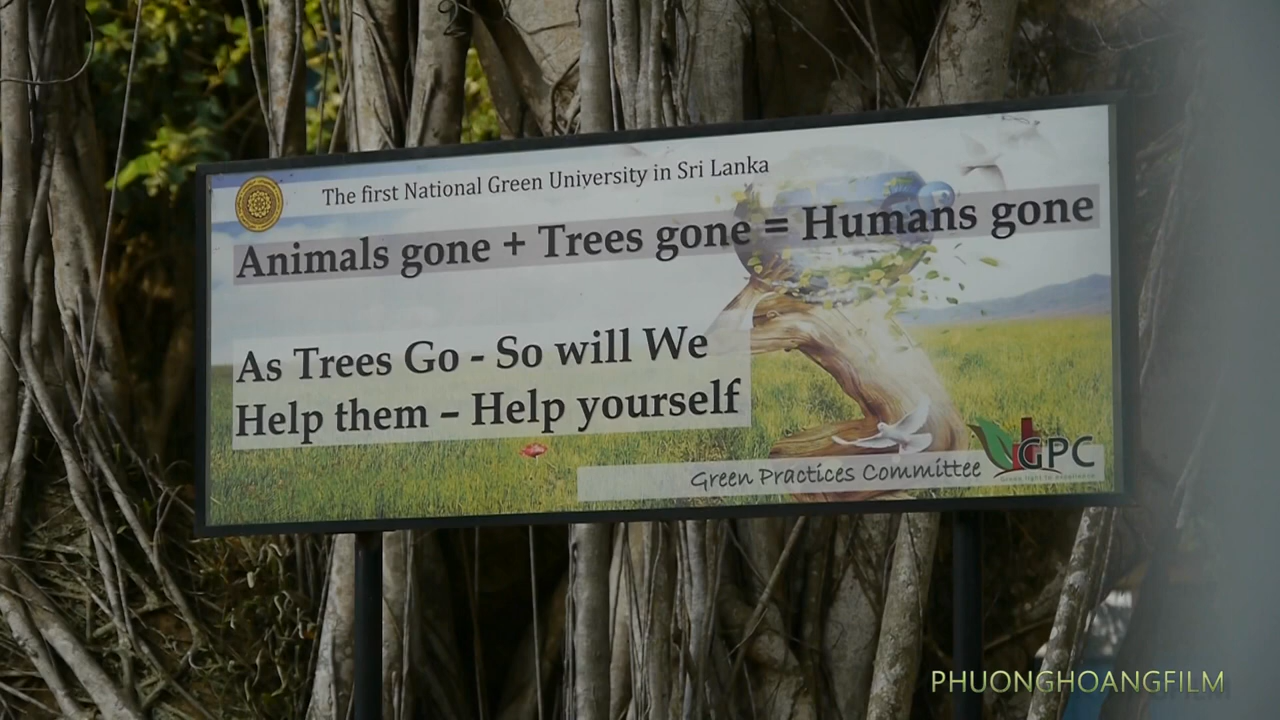 The first National Green University in Sri Lanka
Animals gone + Trees gone = Humans gone
As Trees Go - So will We
Help them – Help yourself
Green Practices Committee
GPC
PHUONGHOANGFILM